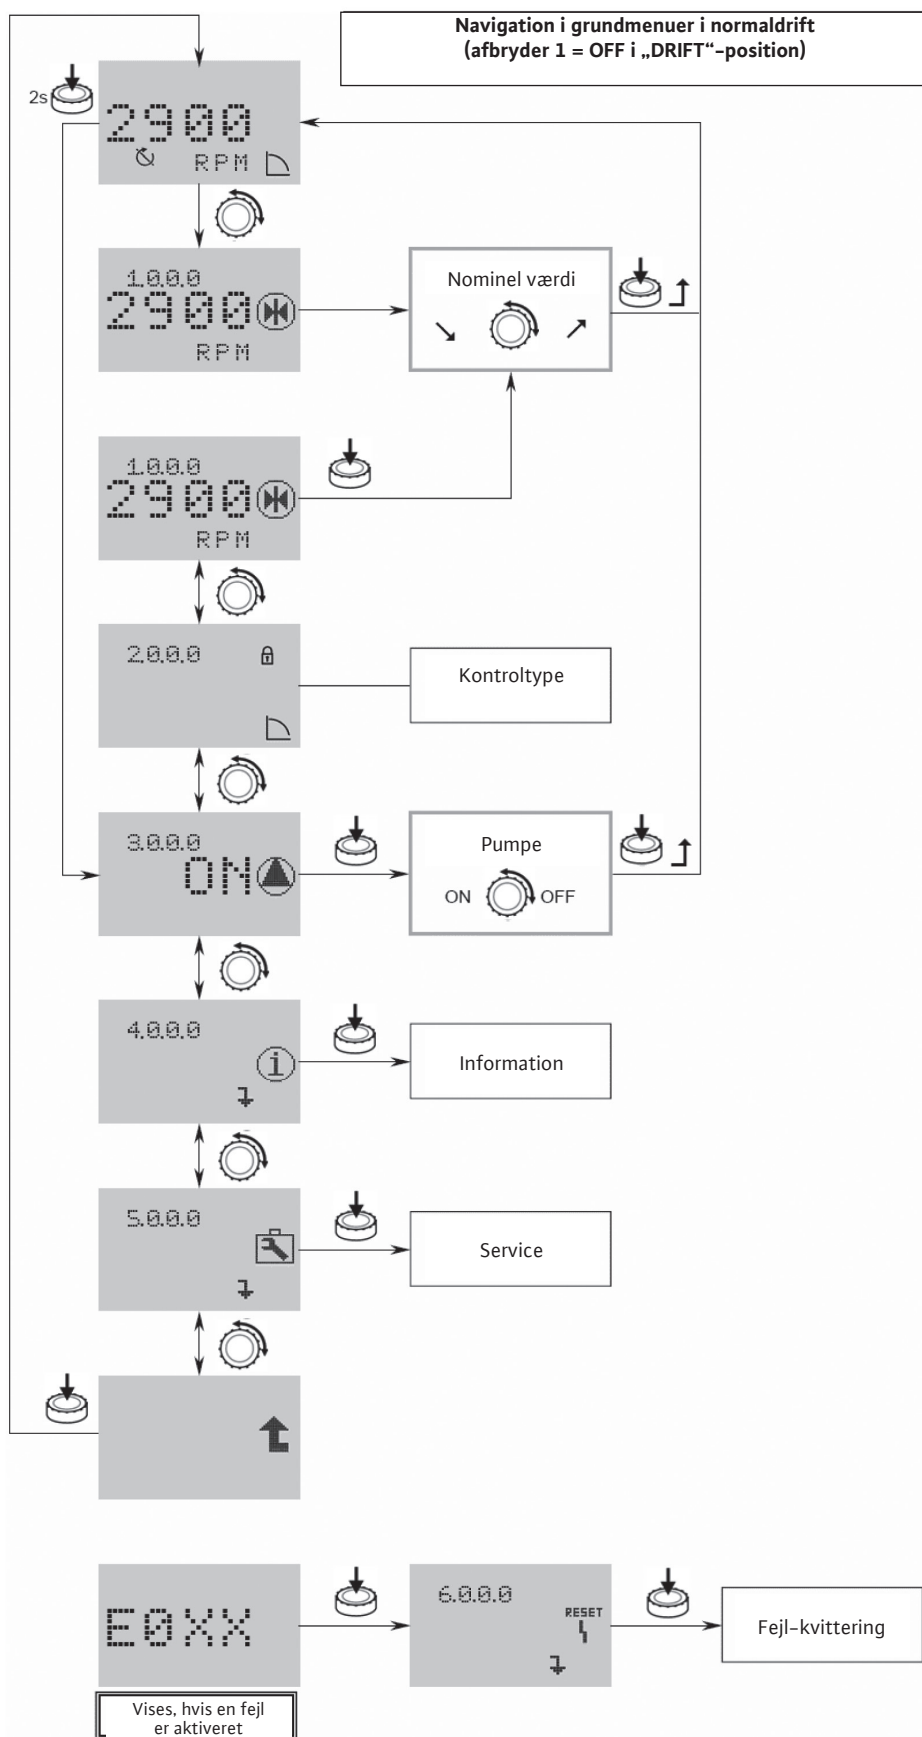 Navigation i grundmenuer i normaldrift
(afbryder 1 = OFF i „DRIFT“-position)
2s
2900
RPM
1.0.0.0
2900
RPM
Nominel værdi
1.0.0.0
2900
RPM
2.0.0.0
Kontroltype
3.0.0.0
ON
Pumpe
ON OFF
4.0.0.0
i
Information
5.0.0.0
Service
E0XX
6.0.0.0
RESET
Fejl-kvittering
Vises, hvis en fejl
er aktiveret